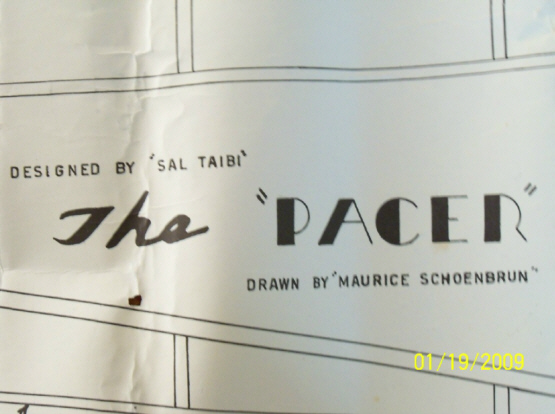 DESIGNED BY "SAL TAIBI"
The "PACER"
DRAWN BY "MAURICE SCHOENBRUN"
01/19/2009